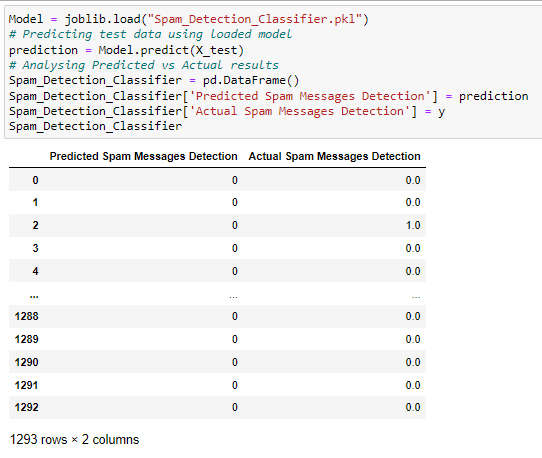 Model = joblib.load("Spam_Detection_Classifier.pkl")
# Predicting test data using loaded model
prediction = Model.predict(X_test)
# Analysing Predicted vs Actual results
Spam_Detection_Classifier = pd.DataFrame()
Spam_Detection_Classifier['Predicted Spam Messages Detection'] = prediction
Spam_Detection_Classifier['Actual Spam Messages Detection'] = y
Spam_Detection_Classifier
Predicted Spam Messages Detection Actual Spam Messages Detection
0 0 0.0
1 0 0.0
2 0 1.0
3 0 0.0
4 0 0.0
... ... ...
1288 0 0.0
1289 0 0.0
1290 0 0.0
1291 0 0.0
1292 0 0.0
1293 rows × 2 columns